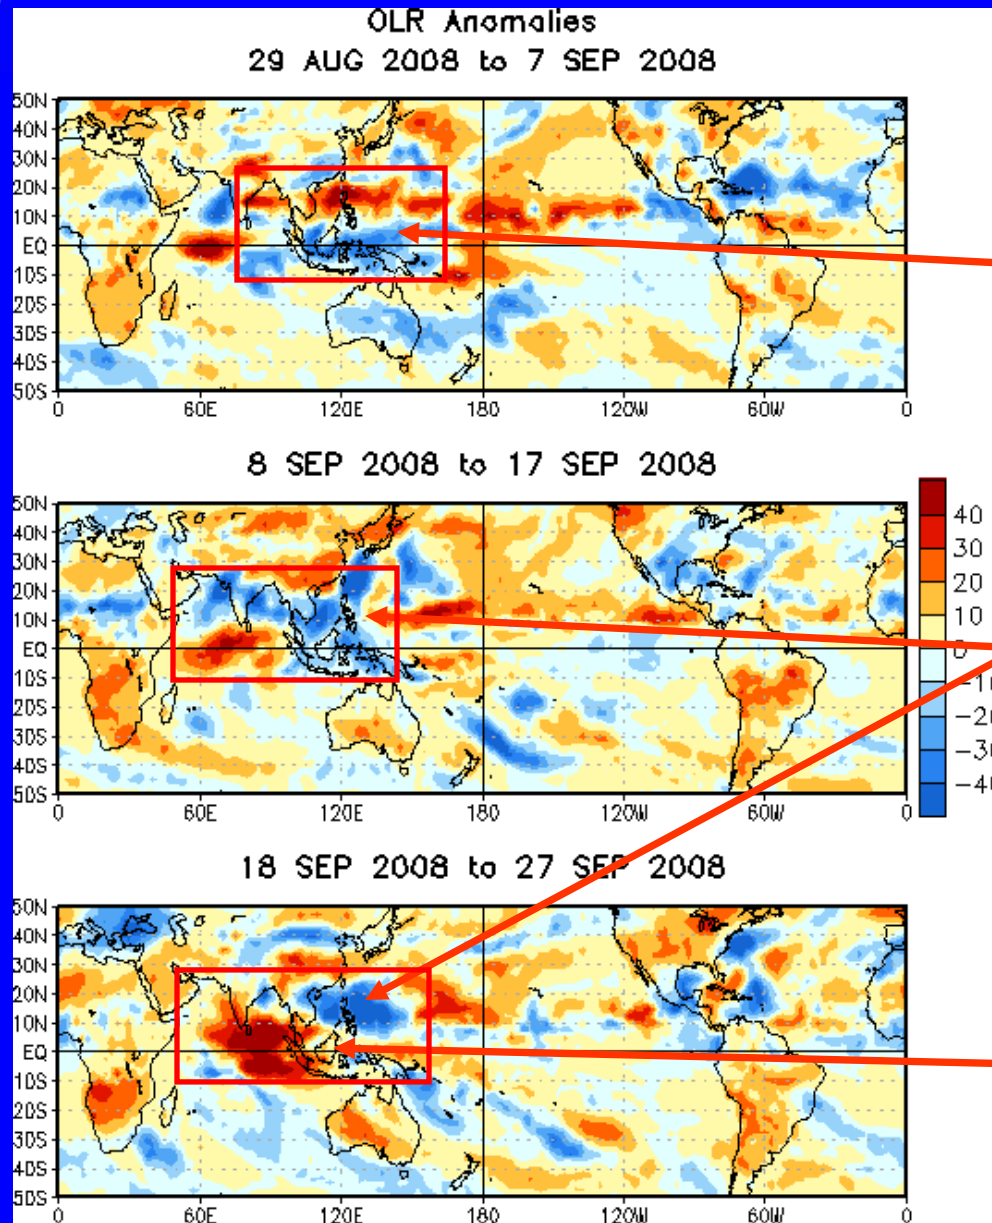 OLR Anomalies
29 AUG 2008 to 7 SEP 2008
50N
40N
30N
20N
10N
EQ
10S
20S
30S
40S
50S
0 60E 120E 180 120W 60W 0
8 SEP 2008 to 17 SEP 2008
50N
40N
30N
20N
10N
EQ
10S
20S
30S
40S
50S
0 60E 120E 180 120W 60W 0
40
30
20
10
0
-10
-20
-30
-40
18 SEP 2008 to 27 SEP 2008
50N
40N
30N
20N
10N
EQ
10S
20S
30S
40S
50S
0 60E 120E 180 120W 60W 0